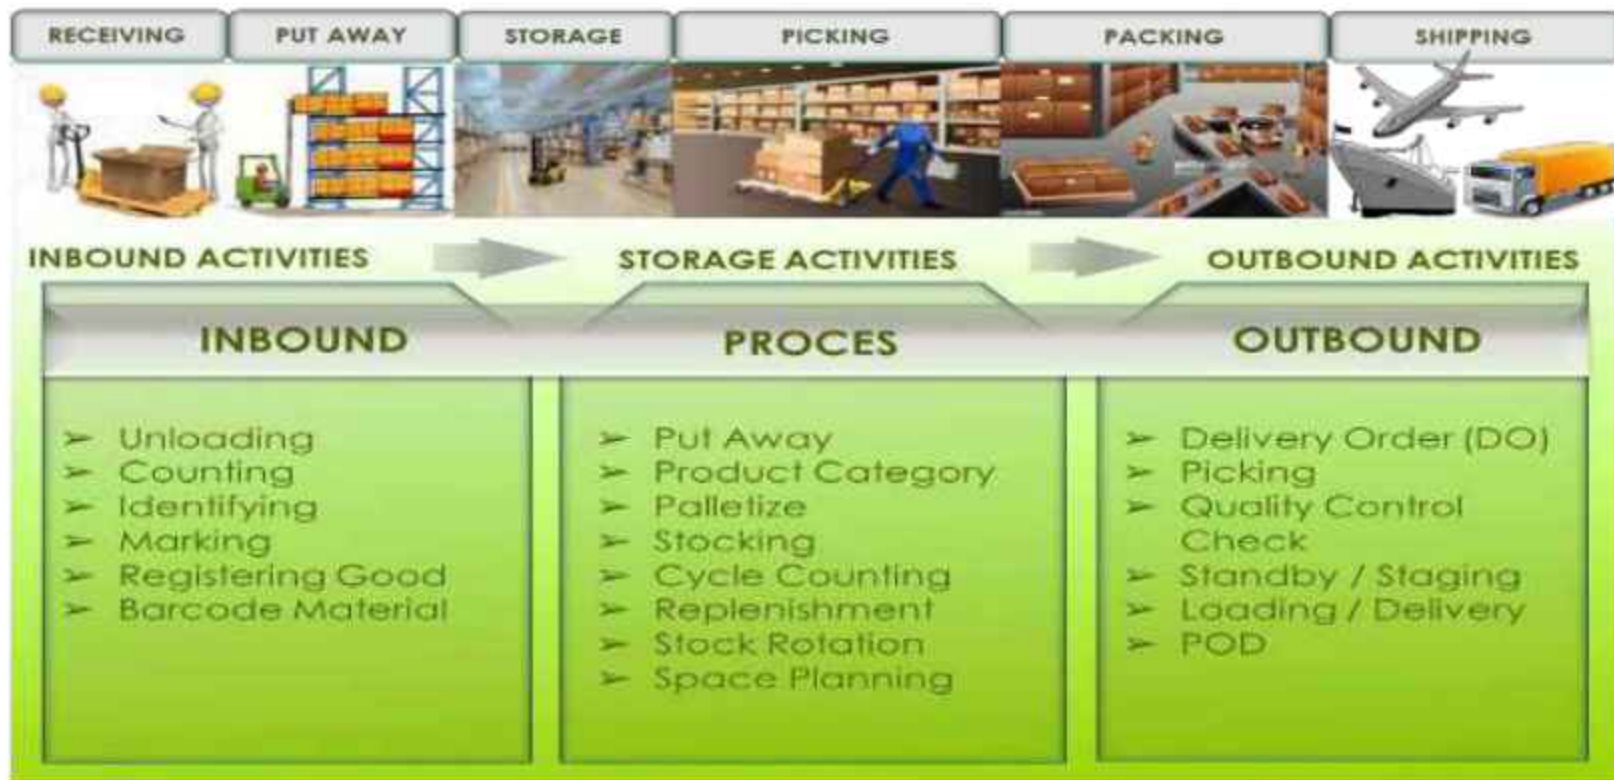 RECEIVING
PUT AWAY
STORAGE
PICKING
PACKING
SHIPPING
INBOUND ACTIVITIES
STORAGE ACTIVITIES
OUTBOUND ACTIVITIES
INBOUND
➢ Unloading
➢ Counting
➢ Identifying
➢ Marking
➢ Registering Good
➢ Barcode Material
PROCES
➢ Put Away
➢ Product Category
➢ Palletize
➢ Stocking
➢ Cycle Counting
➢ Replenishment
➢ Stock Rotation
➢ Space Planning
OUTBOUND
➢ Delivery Order (DO)
➢ Picking
➢ Quality Control
Check
➢ Standby / Staging
➢ Loading / Delivery
➢ POD